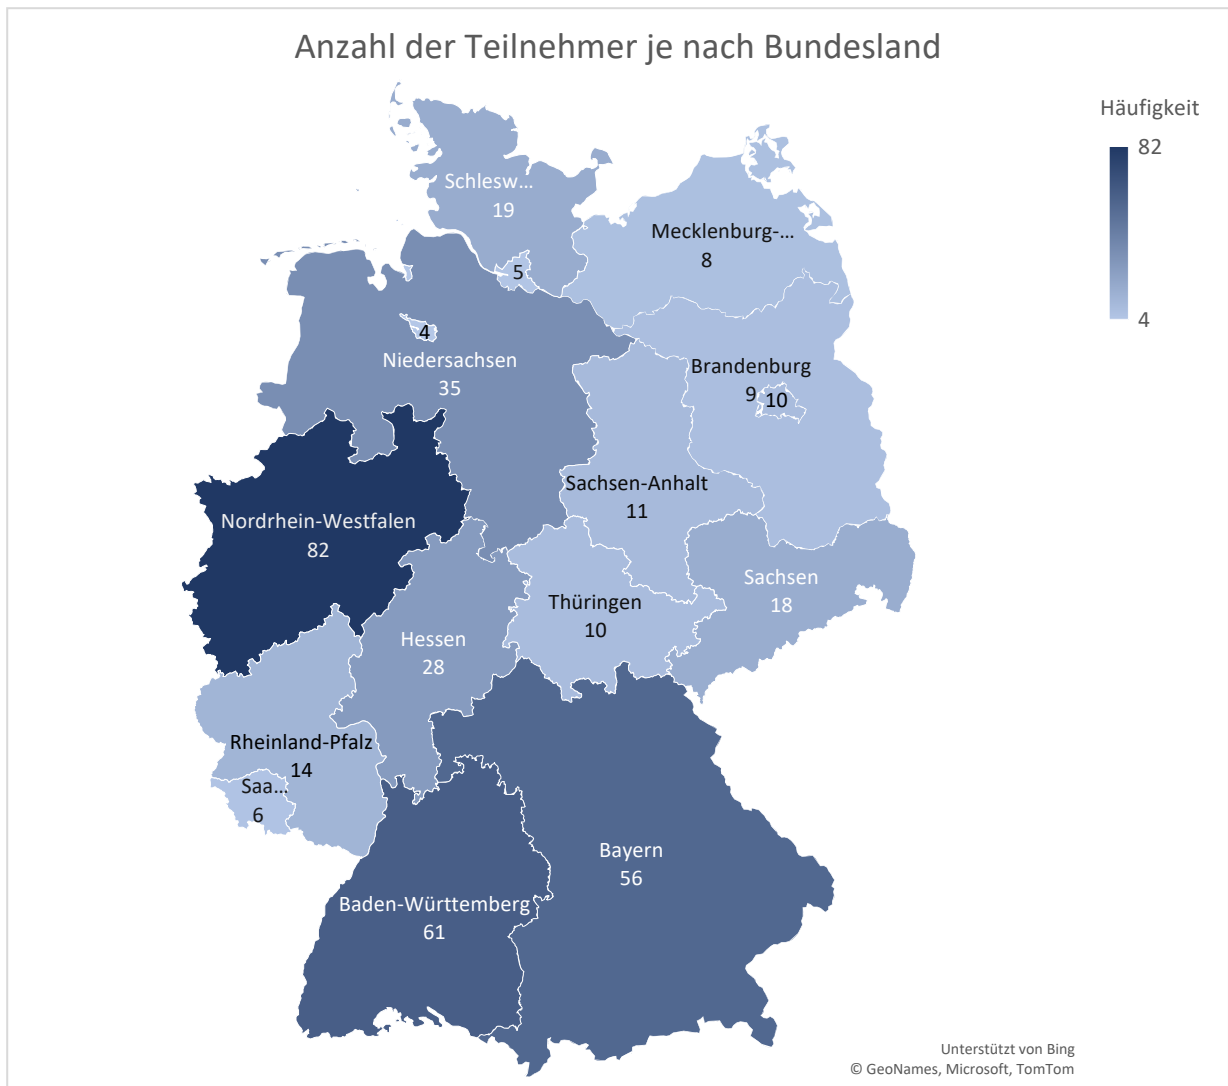 Anzahl der Teilnehmer je nach Bundesland
Häufigkeit
82
4
Schlesw...
19
Mecklenburg-...
8
5
4
Niedersachsen
35
Brandenburg
9
10
Sachsen-Anhalt
11
Nordrhein-Westfalen
82
Sachsen
18
Thüringen
10
Hessen
28
Rheinland-Pfalz
14
Saa...
6
Bayern
56
Baden-Württemberg
61
Unterstützt von Bing
© GeoNames, Microsoft, TomTom